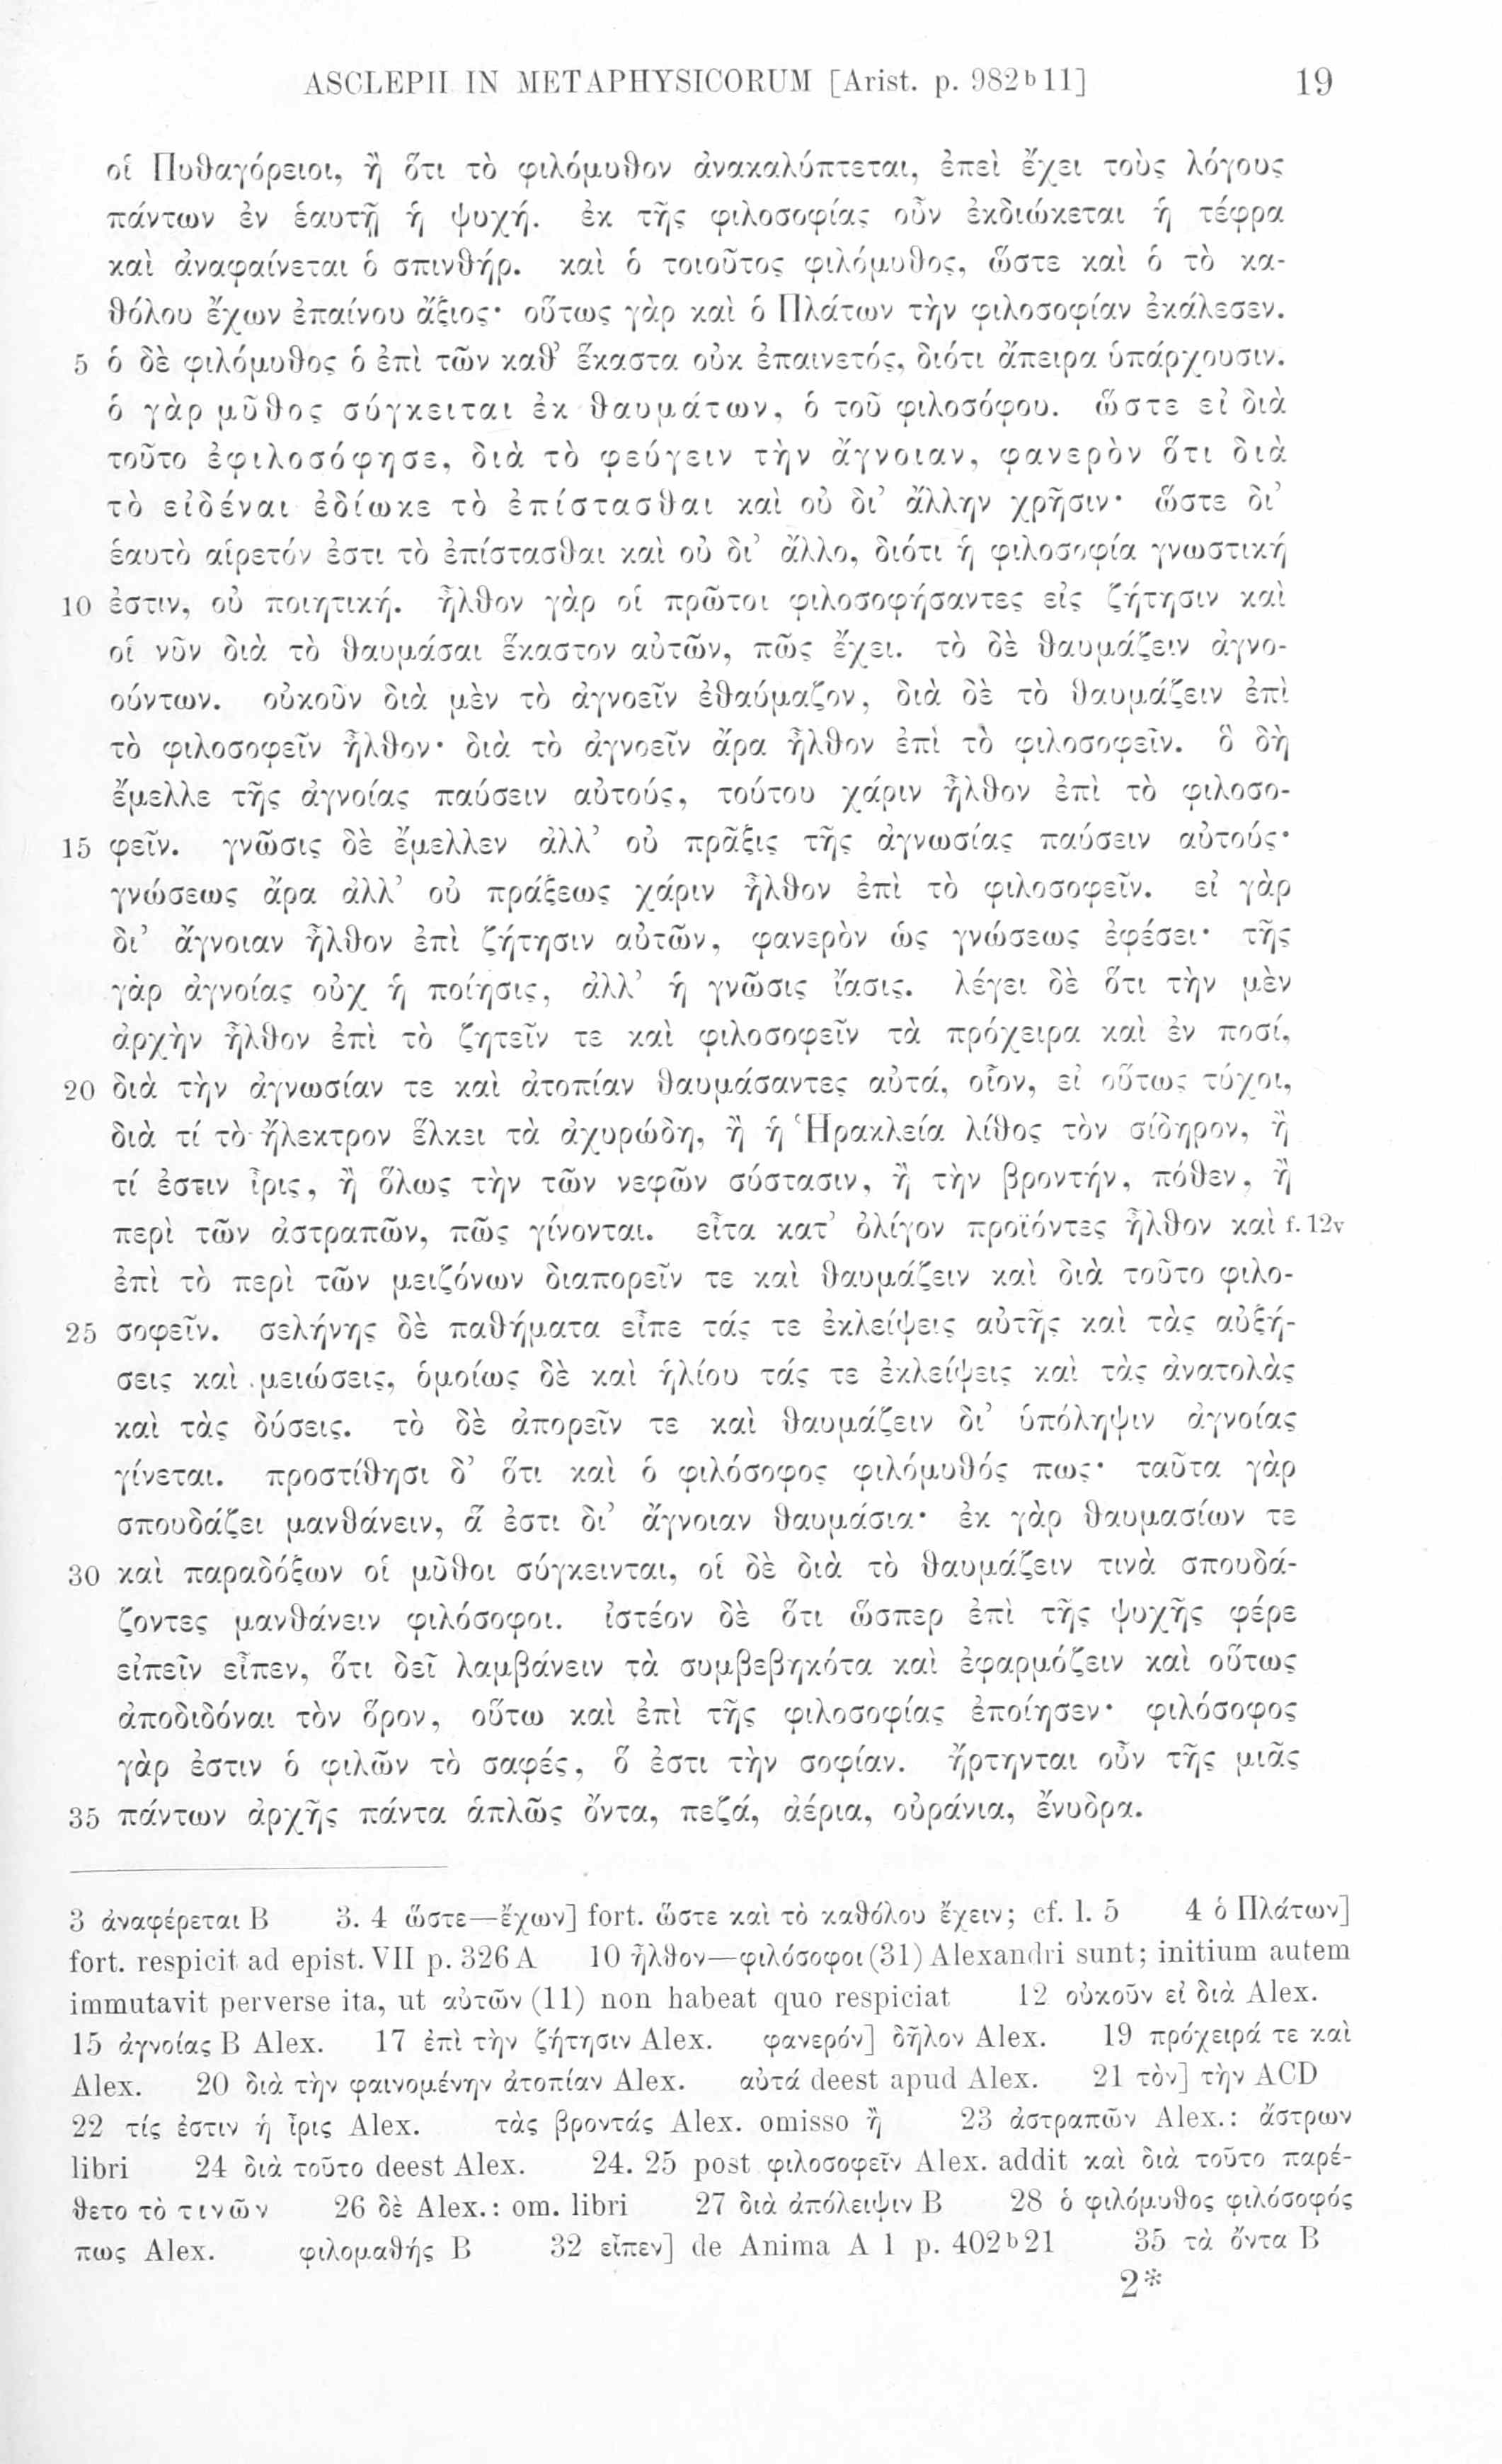 ASCLEPII IN METAPHYSICORUM [Arist. p. 982b11] 19
οἱ Πυθαγόρειοι, ἢ ὅτι τὸ φιλόμυθον ἀνακαλύπτεται, ἐπεὶ ἔχει τοὺς λόγους
πάντων ἐν ἑαυτῇ ἡ ψυχή. ἐκ τῆς φιλοσοφίας οὖν ἐκδιώκεται ἡ τέφρα
καὶ ἀναφαίνεται ὁ σπινθήρ. καὶ ὁ τοιοῦτος φιλόμυθος, ὥστε καὶ ὁ τὸ κα-
θόλου ἔχων ἐπαίνου ἄξιος· οὕτως γὰρ καὶ ὁ Πλάτων τὴν φιλοσοφίαν ἐκάλεσεν.
5 ὁ δὲ φιλόμυθος ὁ ἐπὶ τῶν καθ’ ἕκαστα οὐκ ἐπαινετός, διότι ἄπειρα ὑπάρχουσιν.
ὁ γὰρ μῦθος σύγκειται ἐκ θαυμάτων, ὁ τοῦ φιλοσόφου. ὥστε εἰ διὰ
τοῦτο ἐφιλοσόφησε, διὰ τὸ φεύγειν τὴν ἄγνοιαν, φανερὸν ὅτι διὰ
τὸ εἰδέναι ἐδίωκε τὸ ἐπίστασθαι καὶ οὐ δι’ ἄλλην χρῆσιν· ὥστε δι’
ἑαυτὸ αἱρετόν ἐστι τὸ ἐπίστασθαι καὶ οὐ δι’ ἄλλο, διότι ἡ φιλοσοφία γνωστική
10 ἐστιν, οὐ ποιητική. ἦλθον γὰρ οἱ πρῶτοι φιλοσοφήσαντες εἰς ζήτησιν καὶ
οἱ νῦν διὰ τὸ θαυμάσαι ἕκαστον αὐτῶν, πῶς ἔχει. τὸ δὲ θαυμάζειν ἀγνο-
ούντων. οὐκοῦν διὰ μὲν τὸ ἀγνοεῖν ἐθαύμαζον, διὰ δὲ τὸ θαυμάζειν ἐπὶ
τὸ φιλοσοφεῖν ἦλθον· διὰ τὸ ἀγνοεῖν ἄρα ἦλθον ἐπὶ τὸ φιλοσοφεῖν. ὃ δὴ
ἔμελλε τῆς ἀγνοίας παύσειν αὐτούς, τούτου χάριν ἦλθον ἐπὶ τὸ φιλοσο-
15 φεῖν. γνῶσις δὲ ἔμελλεν ἀλλ’ οὐ πρᾶξις τῆς ἀγνωσίας παύσειν αὐτούς·
γνώσεως ἄρα ἀλλ’ οὐ πράξεως χάριν ἦλθον ἐπὶ τὸ φιλοσοφεῖν. εἰ γὰρ
δι’ ἄγνοιαν ἦλθον ἐπὶ ζήτησιν αὐτῶν, φανερὸν ὡς γνώσεως ἐφέσει· τῆς
γὰρ ἀγνοίας οὐχ ἡ ποίησις, ἀλλ’ ἡ γνῶσις ἴασις. λέγει δὲ ὅτι τὴν μὲν
ἀρχὴν ἦλθον ἐπὶ τὸ ζητεῖν τε καὶ φιλοσοφεῖν τὰ πρόχειρα καὶ ἐν ποσί,
20 διὰ τὴν ἀγνωσίαν τε καὶ ἀτοπίαν θαυμάσαντες αὐτά, οἷον, εἰ οὕτως τύχοι,
διὰ τί τὸ ἤλεκτρον ἕλκει τὰ ἀχυρώδη, ἢ ἡ Ἡρακλεία λίθος τὸν σίδηρον, ἢ
τί ἐστιν ἶρις, ἢ ὅλως τὴν τῶν νεφῶν σύστασιν, ἢ τὴν βροντήν, πόθεν, ἢ
περὶ τῶν ἀστραπῶν, πῶς γίνονται. εἶτα κατ’ ὀλίγον προϊόντες ἦλθον καὶ f. 12v
ἐπὶ τὸ περὶ τῶν μειζόνων διαπορεῖν τε καὶ θαυμάζειν καὶ διὰ τοῦτο φιλο-
25 σοφεῖν. σελήνης δὲ παθήματα εἶπε τάς τε ἐκλείψεις αὐτῆς καὶ τὰς αὐξή-
σεις καὶ μειώσεις, ὁμοίως δὲ καὶ ἡλίου τάς τε ἐκλείψεις καὶ τὰς ἀνατολὰς
καὶ τὰς δύσεις. τὸ δὲ ἀπορεῖν τε καὶ θαυμάζειν δι’ ὑπόληψιν ἀγνοίας
γίνεται. προστίθησι δ’ ὅτι καὶ ὁ φιλόσοφος φιλόμυθός πως· ταῦτα γὰρ
σπουδάζει μανθάνειν, ἅ ἐστι δι’ ἄγνοιαν θαυμάσια· ἐκ γὰρ θαυμασίων τε
30 καὶ παραδόξων οἱ μῦθοι σύγκεινται, οἱ δὲ διὰ τὸ θαυμάζειν τινὰ σπουδά-
ζοντες μανθάνειν φιλόσοφοι. ἰστέον δὲ ὅτι ὥσπερ ἐπὶ τῆς ψυχῆς φέρε
εἰπεῖν εἶπεν, ὅτι δεῖ λαμβάνειν τὰ συμβεβηκότα καὶ ἐφαρμόζειν καὶ οὕτως
ἀποδιδόναι τὸν ὅρον, οὕτω καὶ ἐπὶ τῆς φιλοσοφίας ἐποίησεν· φιλόσοφος
γὰρ ἐστιν ὁ φιλῶν τὸ σαφές, ὅ ἐστι τὴν σοφίαν. ἤρτηνται οὖν τῆς μιᾶς
35 πάντων ἀρχῆς πάντα ἁπλῶς ὄντα, πεζά, ἀέρια, οὐράνια, ἔνυδρα.
3 ἀναφέρεται B 3. 4 ὥστε—ἔχων] fort. ὥστε καὶ τὸ καθόλου ἔχειν; cf. l. 5 4 ὁ Πλάτων]
fort. respicit ad epist. VII p. 326 A 10 ἦλθον—φιλόσοφοι (31) Alexandri sunt; initium autem
immutavit perverse ita, ut αὐτῶν (11) non habeat quo respiciat 12 οὐκοῦν εἰ διὰ Alex.
15 ἀγνοίας B Alex. 17 ἐπὶ τὴν ζήτησιν Alex. φανερόν] δῆλον Alex. 19 πρόχειρά τε καὶ
Alex. 20 διὰ τὴν φαινομένην ἀτοπίαν Alex. αὐτά deest apud Alex. 21 τὸν] τὴν ACD
22 τίς ἐστιν ἡ ἶρις Alex. τὰς βροντάς Alex. omisso ἢ 23 ἀστραπῶν Alex.: ἄστρων
libri 24 διὰ τοῦτο deest Alex. 24. 25 post φιλοσοφεῖν Alex. addit καὶ διὰ τοῦτο παρέ-
θετο τὸ τινῶν 26 δὲ Alex.: om. libri 27 διὰ ἀπόλειψιν B 28 ὁ φιλόμυθος φιλόσοφός
πως Alex. φιλομαθής B 32 εἶπεν] de Anima A 1 p. 402b21 35 τὰ ὄντα B
2*